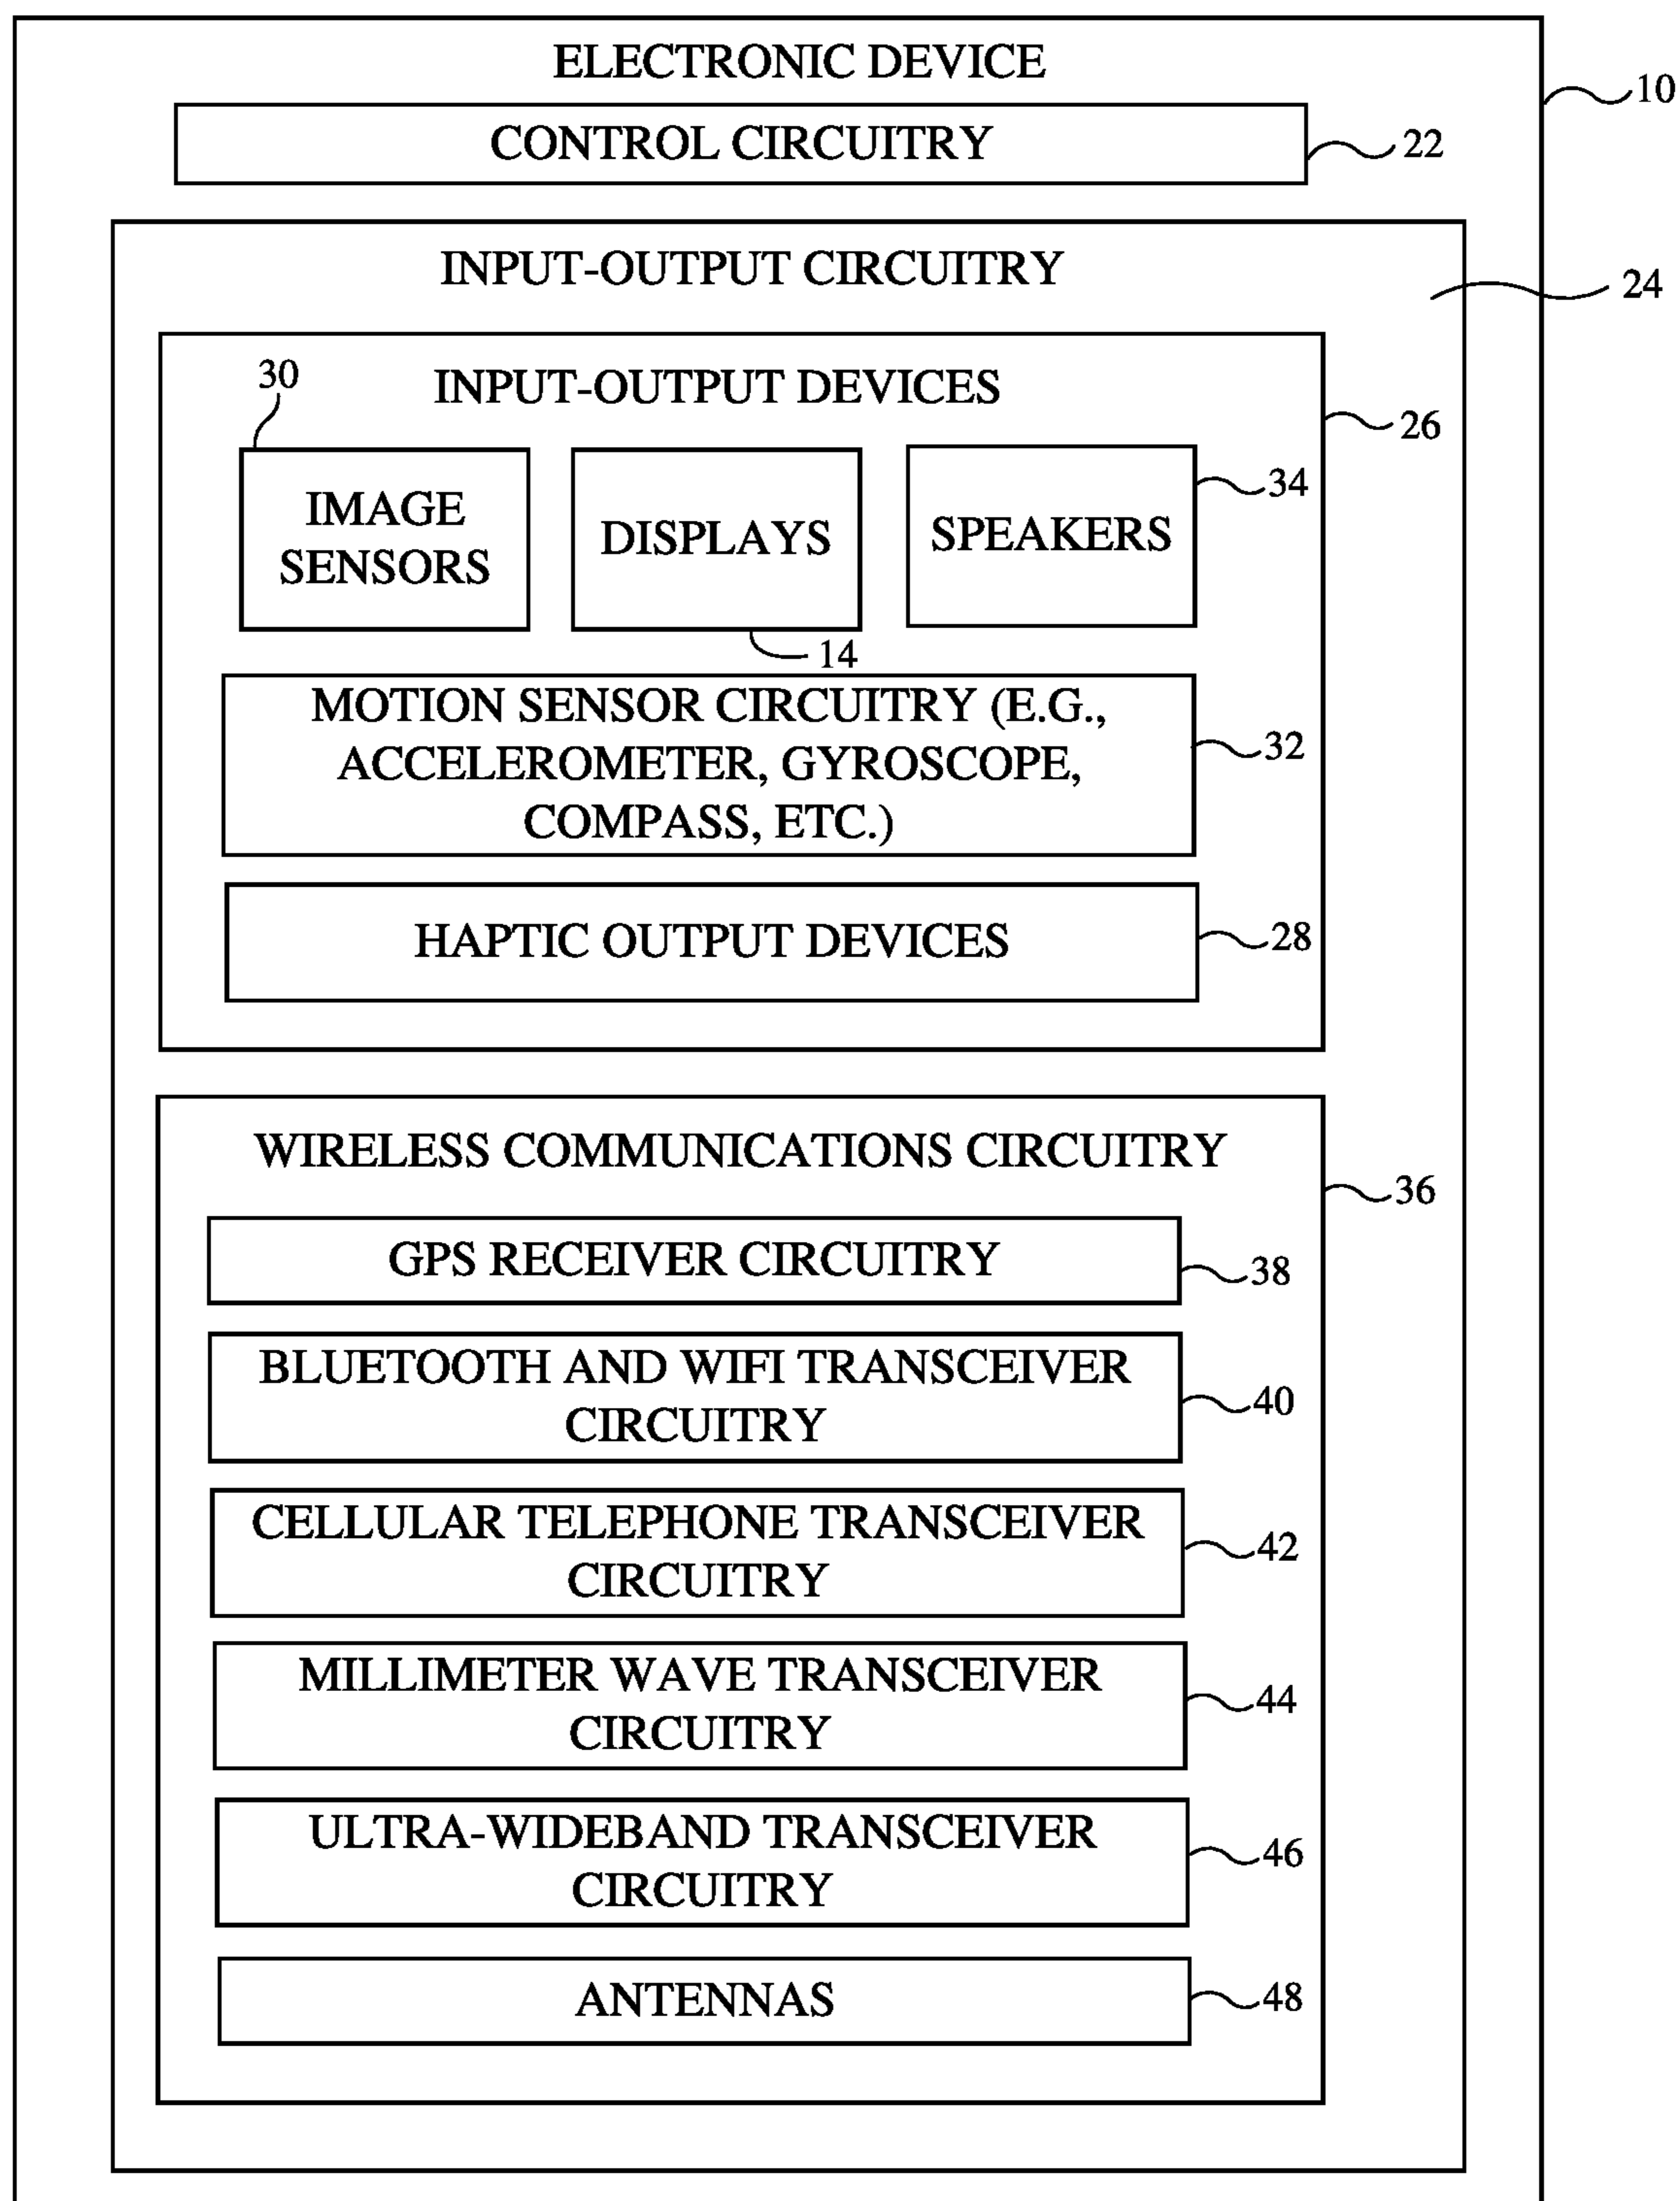 ELECTRONIC DEVICE
10
CONTROL CIRCUITRY
22
INPUT-OUTPUT CIRCUITRY
24
30
INPUT-OUTPUT DEVICES
26
IMAGE
SENSORS
DISPLAYS
14
SPEAKERS
34
MOTION SENSOR CIRCUITRY (E.G.,
ACCELEROMETER, GYROSCOPE,
COMPASS, ETC.)
32
HAPTIC OUTPUT DEVICES
28
WIRELESS COMMUNICATIONS CIRCUITRY
36
GPS RECEIVER CIRCUITRY
38
BLUETOOTH AND WIFI TRANSCEIVER
CIRCUITRY
40
CELLULAR TELEPHONE TRANSCEIVER
CIRCUITRY
42
MILLIMETER WAVE TRANSCEIVER
CIRCUITRY
44
ULTRA-WIDEBAND TRANSCEIVER
CIRCUITRY
46
ANTENNAS
48